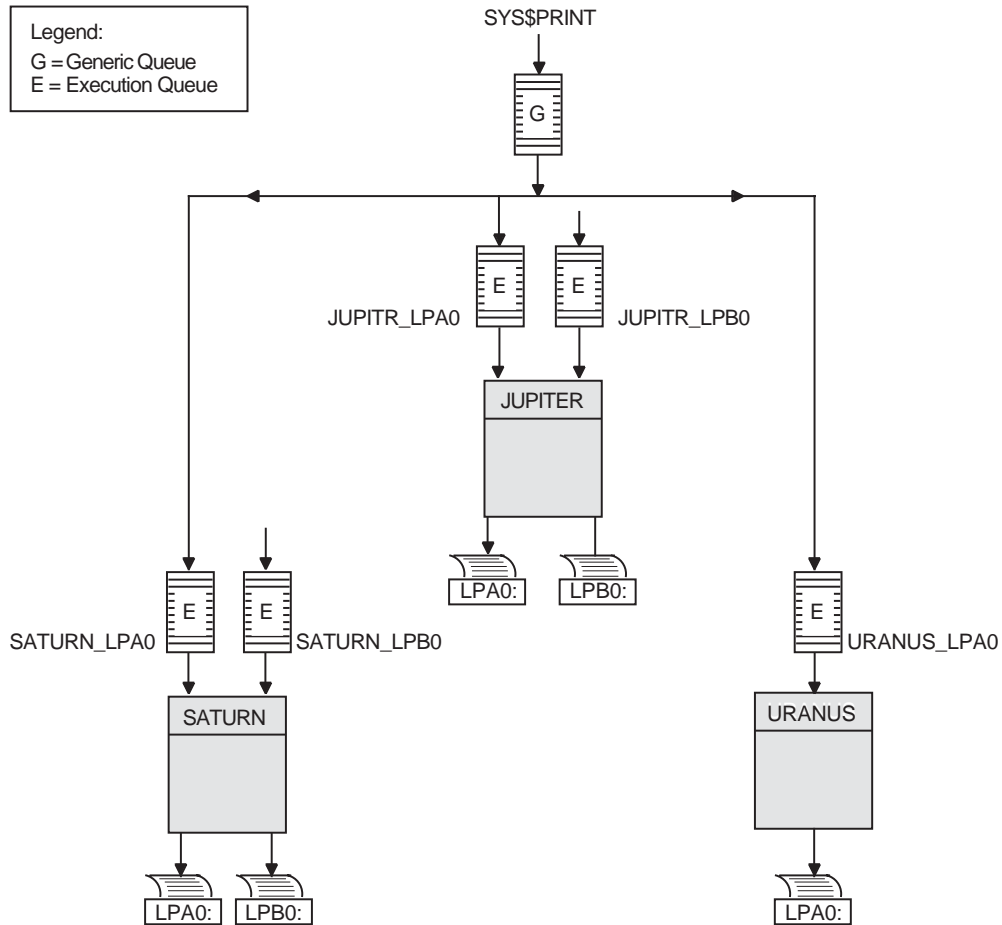 Legend:
G = Generic Queue
E = Execution Queue
SYS$PRINT
G
E
E
JUPITR_LPA0
JUPITR_LPB0
JUPITER
LPA0:
LPB0:
E
E
E
SATURN_LPA0
SATURN_LPB0
URANUS_LPA0
SATURN
URANUS
LPA0:
LPB0:
LPA0: